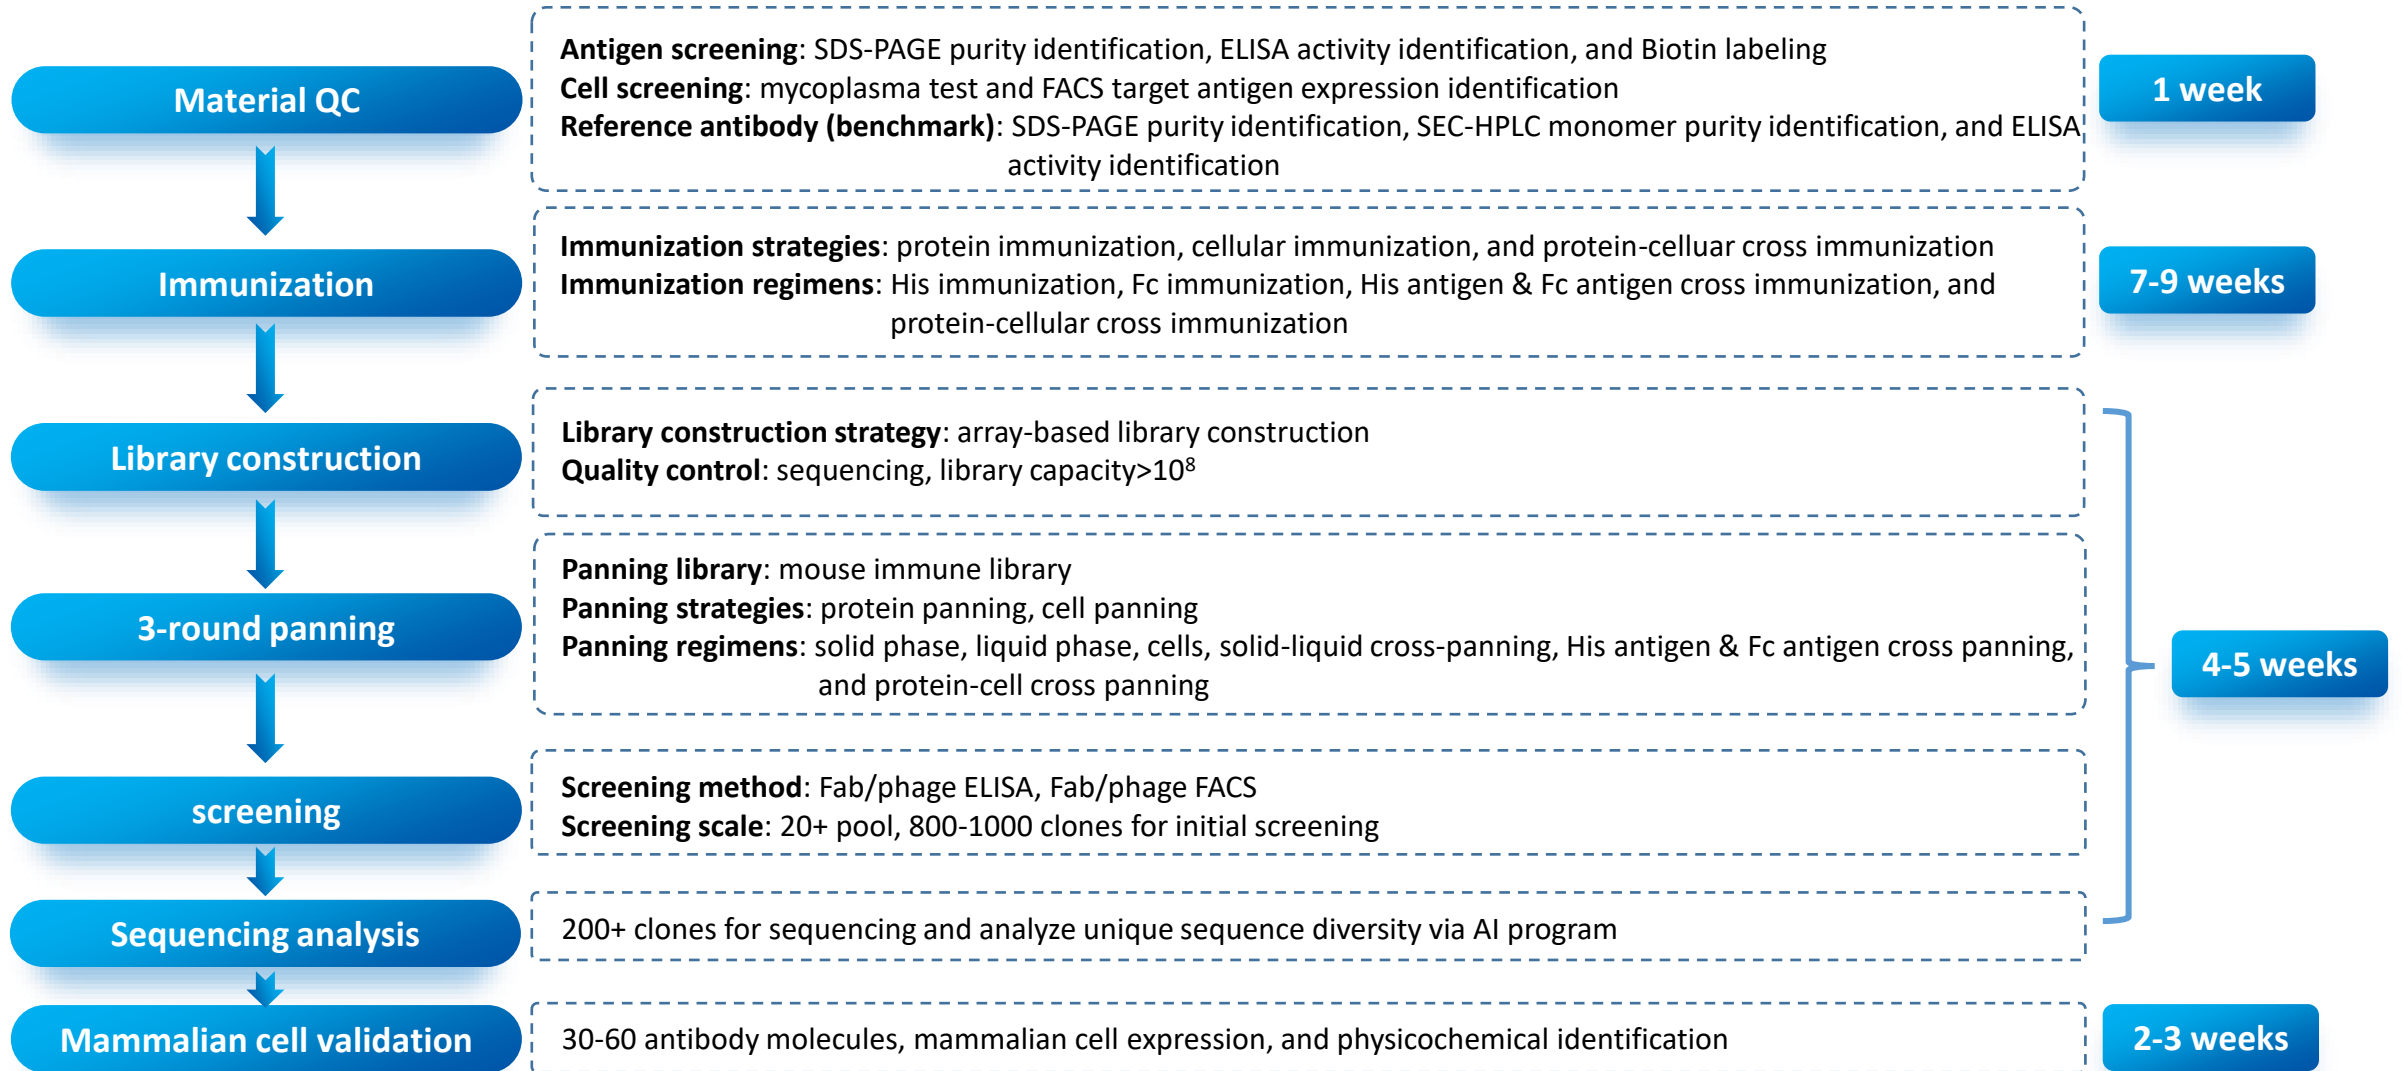 Material QC
Antigen screening: SDS-PAGE purity identification, ELISA activity identification, and Biotin labeling
Cell screening: mycoplasma test and FACS target antigen expression identification
Reference antibody (benchmark): SDS-PAGE purity identification, SEC-HPLC monomer purity identification, and ELISA
activity identification
1 week
Immunization
Immunization strategies: protein immunization, cellular immunization, and protein-celluar cross immunization
Immunization regimens: His immunization, Fc immunization, His antigen & Fc antigen cross immunization, and
protein-cellular cross immunization
7-9 weeks
Library construction
Library construction strategy: array-based library construction
Quality control: sequencing, library capacity>10⁸
3-round panning
Panning library: mouse immune library
Panning strategies: protein panning, cell panning
Panning regimens: solid phase, liquid phase, cells, solid-liquid cross-panning, His antigen & Fc antigen cross panning,
and protein-cell cross panning
4-5 weeks
screening
Screening method: Fab/phage ELISA, Fab/phage FACS
Screening scale: 20+ pool, 800-1000 clones for initial screening
Sequencing analysis
200+ clones for sequencing and analyze unique sequence diversity via AI program
Mammalian cell validation
30-60 antibody molecules, mammalian cell expression, and physicochemical identification
2-3 weeks